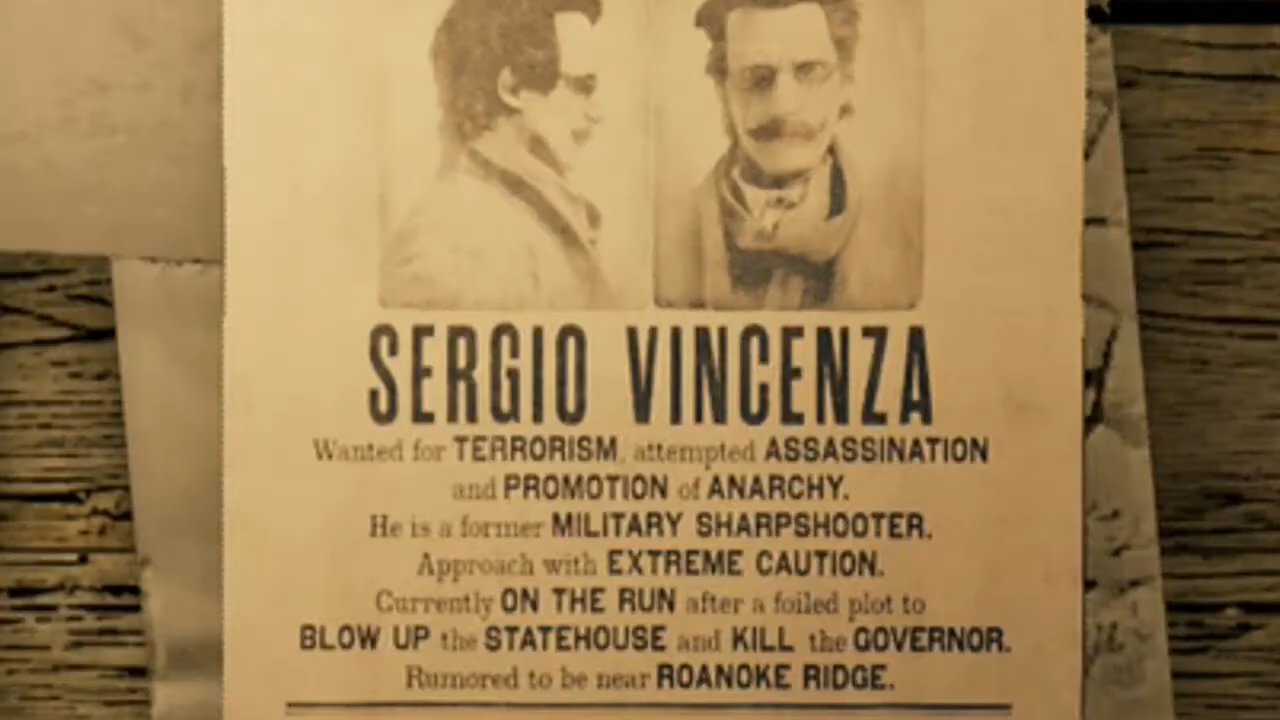 SERGIO VINCENZA
Wanted for TERRORISM, attempted ASSASSINATION
and PROMOTION of ANARCHY.
He is a former MILITARY SHARPSHOOTER.
Approach with EXTREME CAUTION.
Currently ON THE RUN after a foiled plot to
BLOW UP the STATEHOUSE and KILL the GOVERNOR.
Rumored to be near ROANOKE RIDGE.